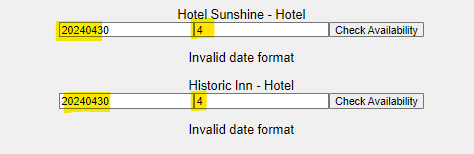 Hotel Sunshine - Hotel
20240430 4 Check Availability
Invalid date format
Historic Inn - Hotel
20240430 4 Check Availability
Invalid date format